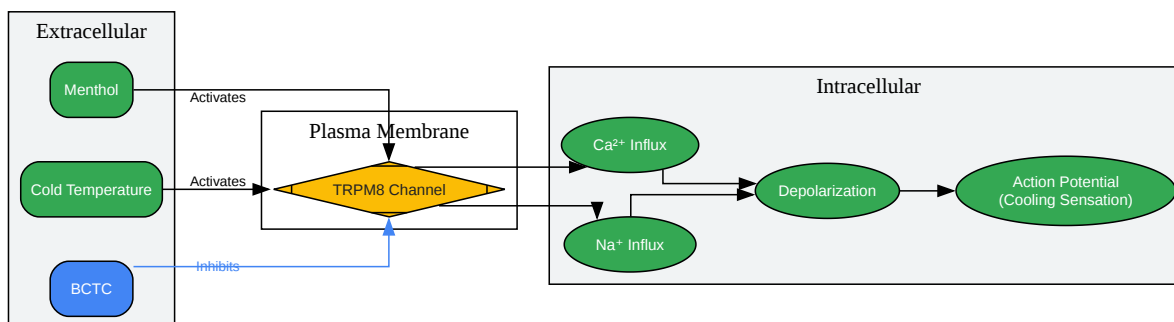 Extracellular
Menthol
Activates
Cold Temperature
Activates
BCTC
Inhibits
Plasma Membrane
TRPM8 Channel
Intracellular
Ca²⁺ Influx
Na⁺ Influx
Depolarization
Action Potential
(Cooling Sensation)